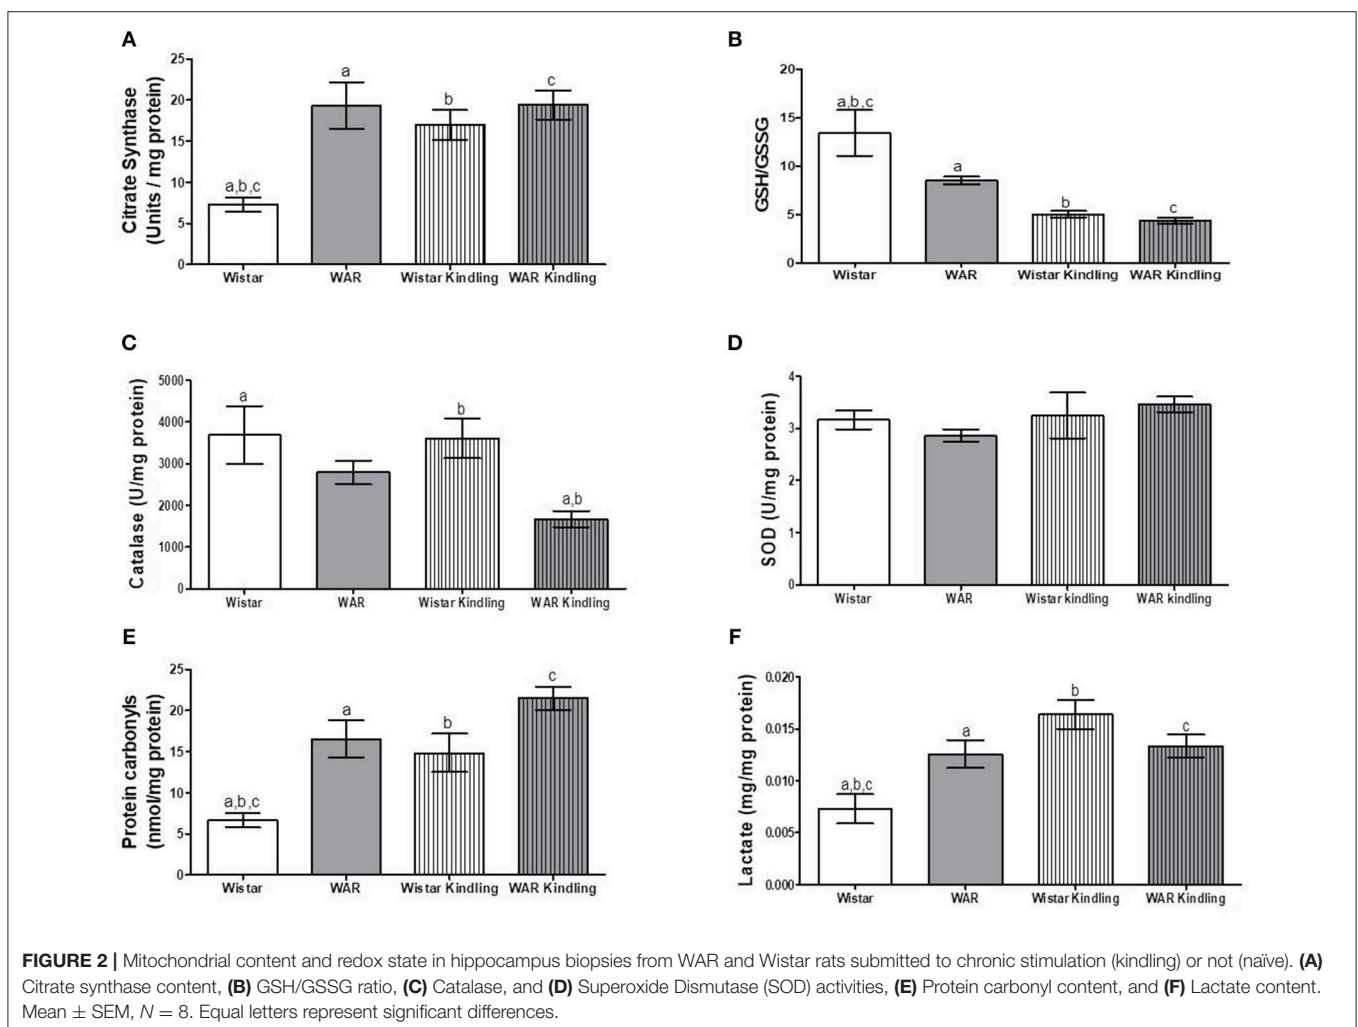 A
Citrate Synthase
(Units / mg protein)
25
20
15
10
5
0
a,b,c
a
b
c
Wistar WAR Wistar Kindling WAR Kindling
B
GSH/GSSG
20
15
10
5
0
a,b,c
a
b
c
Wistar WAR Wistar Kindling WAR Kindling
C
Catalase (U/mg protein)
5000
4000
3000
2000
1000
0
a
b
a,b
Wistar WAR Wistar Kindling WAR Kindling
D
SOD (U/mg protein)
4
3
2
1
0
Wistar WAR Wistar kindling WAR kindling
E
Protein carbonyls
(nmol/mg protein)
25
20
15
10
5
0
a,b,c
a
b
c
Wistar WAR Wistar Kindling WAR Kindling
F
Lactate (mg/mg protein)
0.020
0.015
0.010
0.005
0.000
a,b,c
a
b
c
Wistar WAR Wistar Kindling WAR Kindling
FIGURE 2 | Mitochondrial content and redox state in hippocampus biopsies from WAR and Wistar rats submitted to chronic stimulation (kindling) or not (naïve). (A)
Citrate synthase content, (B) GSH/GSSG ratio, (C) Catalase, and (D) Superoxide Dismutase (SOD) activities, (E) Protein carbonyl content, and (F) Lactate content.
Mean ± SEM, N = 8. Equal letters represent significant differences.